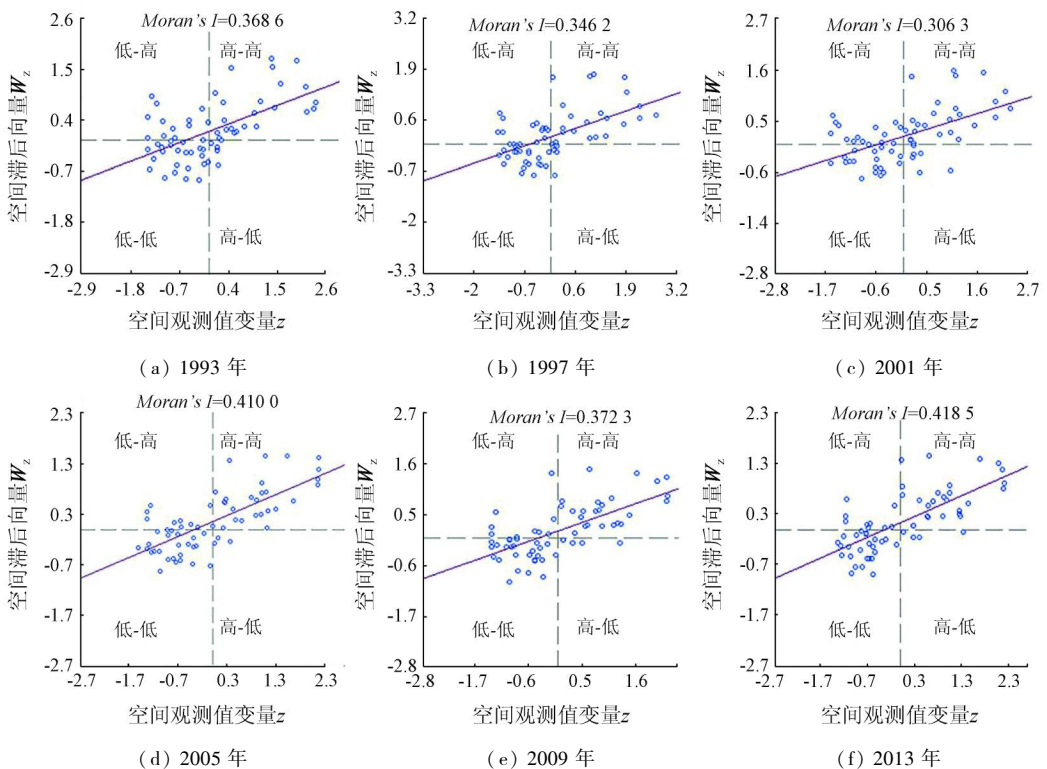 Moran's I=0.368 6
低-高 高-高
低-低 高-低
2.6
1.5
0.4
-0.7
-1.8
-2.9
-2.9 -1.8 -0.7 0.4 1.5 2.6
空间滞后向量Wz
空间观测值变量z
(a) 1993 年
Moran's I=0.346 2
低-高 高-高
低-低 高-低
3.2
1.9
0.6
-0.7
-2
-3.3
-3.3 -2 -0.7 0.6 1.9 3.2
空间滞后向量Wz
空间观测值变量z
(b) 1997 年
Moran's I=0.306 3
低-高 高-高
低-低 高-低
2.7
1.6
0.5
-0.6
-1.4
-2.8
-2.8 -1.7 -0.6 0.5 1.6 2.7
空间滞后向量Wz
空间观测值变量z
(c) 2001 年
Moran's I=0.410 0
低-高 高-高
低-低 高-低
2.3
1.3
0.3
-0.7
-1.7
-2.7
-2.7 -1.7 -0.7 0.3 1.3 2.3
空间滞后向量Wz
空间观测值变量z
(d) 2005 年
Moran's I=0.372 3
低-高 高-高
低-低 高-低
2.7
1.6
0.5
-0.6
-1.7
-2.8
-2.8 -1.7 -0.6 0.5 1.6
空间滞后向量Wz
空间观测值变量z
(e) 2009 年
Moran's I=0.418 5
低-高 高-高
低-低 高-低
2.3
1.3
0.3
-0.7
-1.7
-2.7
-2.7 -1.7 -0.7 0.3 1.3 2.3
空间滞后向量Wz
空间观测值变量z
(f) 2013 年